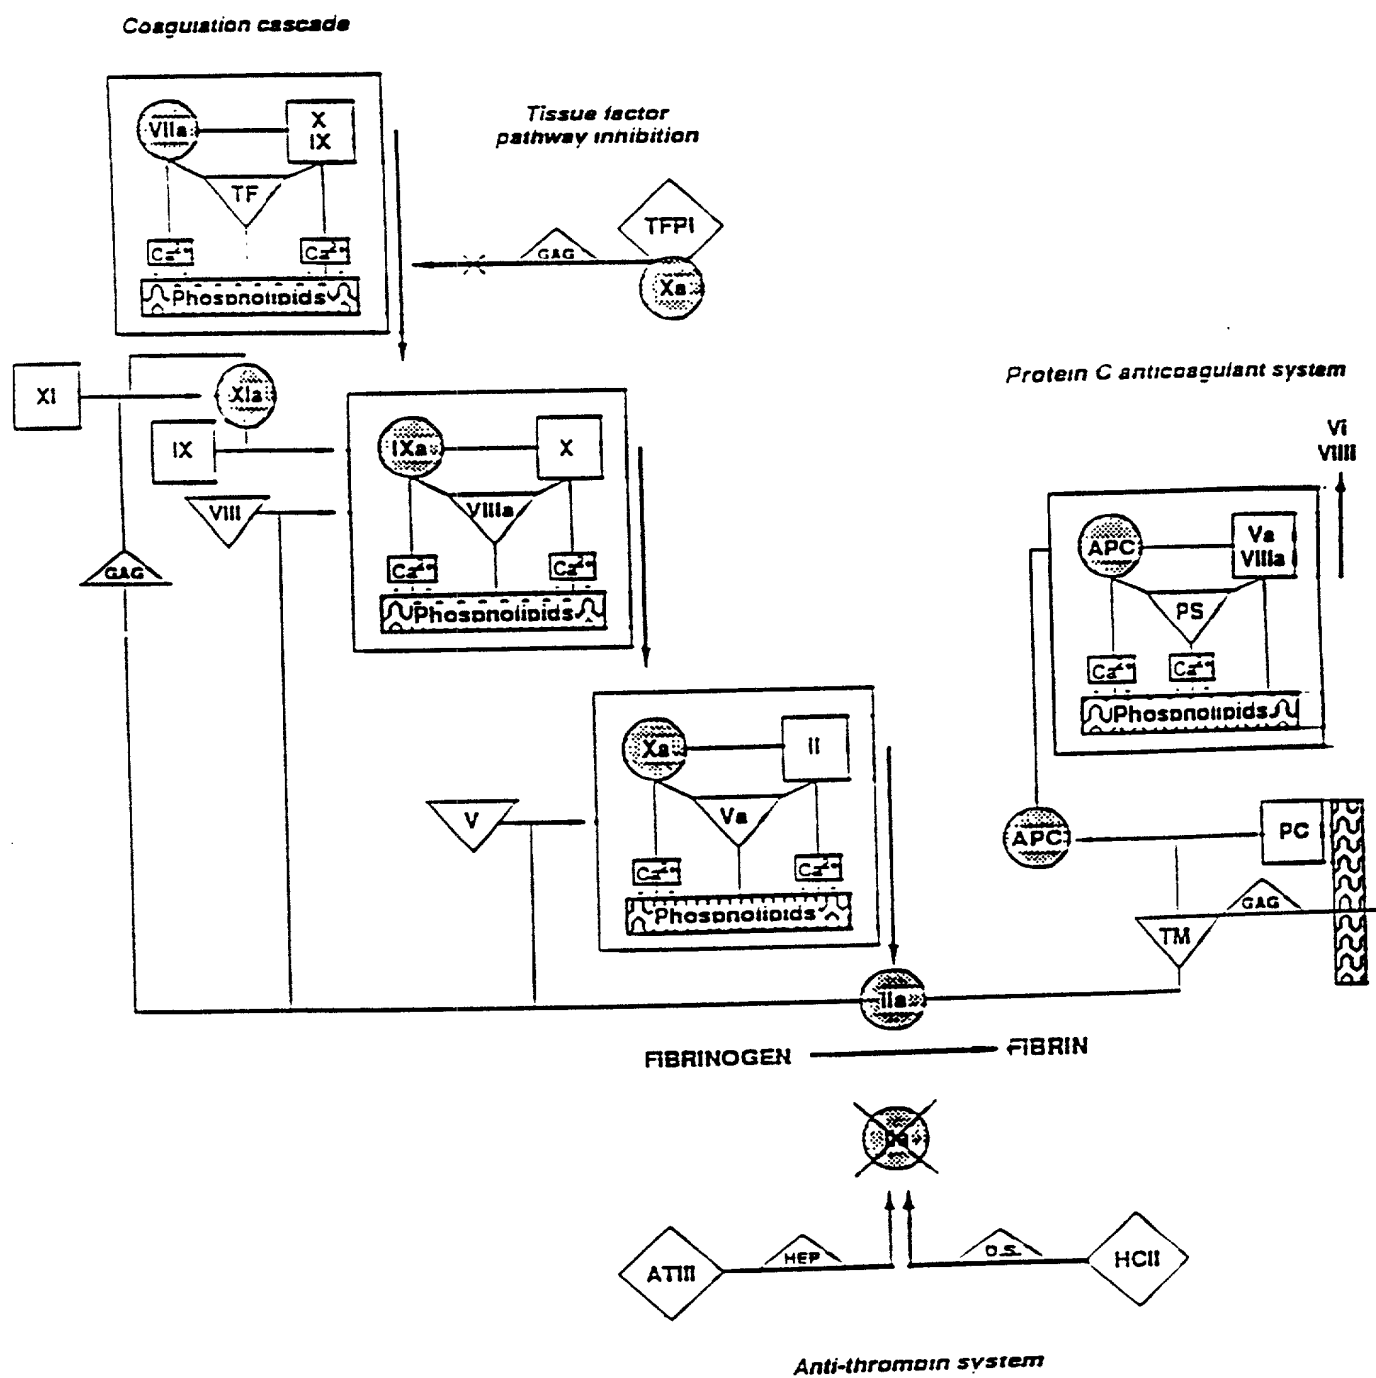 Coagulation cascade
VIIa
X
IX
TF
Ca2+
Ca2+
Phospholipids
Tissue factor
pathway inhibition
TFPI
GAG
Xa
XI
XIa
IX
VIII
GAG
IXa
X
VIIIa
Ca2+
Ca2+
Phospholipids
Protein C anticoagulant system
Vi
VIIIi
APC
Va
VIIIa
PS
Ca2+
Ca2+
Phospholipids
Xa
II
V
Va
Ca2+
Ca2+
Phospholipids
APC
PC
GAG
TM
IIa
FIBRINOGEN
FIBRIN
IIa
ATIII
HEP
D.S.
HCII
Anti-thrombin system